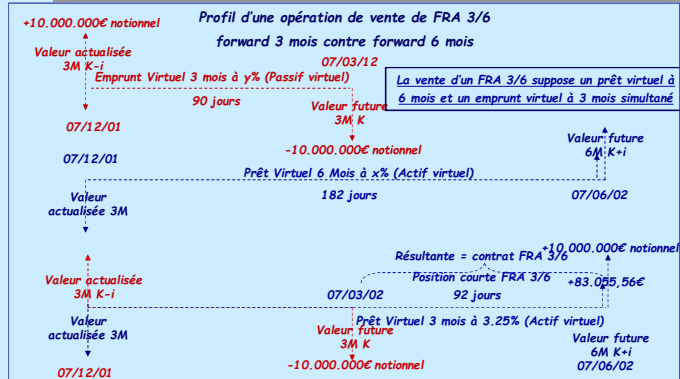 Profil d'une opération de vente de FRA 3/6
forward 3 mois contre forward 6 mois
+10.000.000€ notionnel
Valeur actualisée
3M K-i
07/03/12
Emprunt Virtuel 3 mois à y% (Passif virtuel)
90 jours
La vente d'un FRA 3/6 suppose un prêt virtuel à
6 mois et un emprunt virtuel à 3 mois simultané
Valeur future
3M K
07/12/01
-10.000.000€ notionnel
07/12/01
Valeur future
6M K+i
Prêt Virtuel 6 Mois à x% (Actif virtuel)
Valeur
actualisée 3M
182 jours
07/06/02
+10.000.000€ notionnel
Résultante = contrat FRA 3/6
Valeur actualisée
3M K-i
Position courte FRA 3/6
+83.055,56€
07/03/02
92 jours
Valeur
actualisée 3M
Prêt Virtuel 3 mois à 3.25% (Actif virtuel)
Valeur future
3M K
Valeur future
6M K+i
-10.000.000€ notionnel
07/06/02
07/12/01